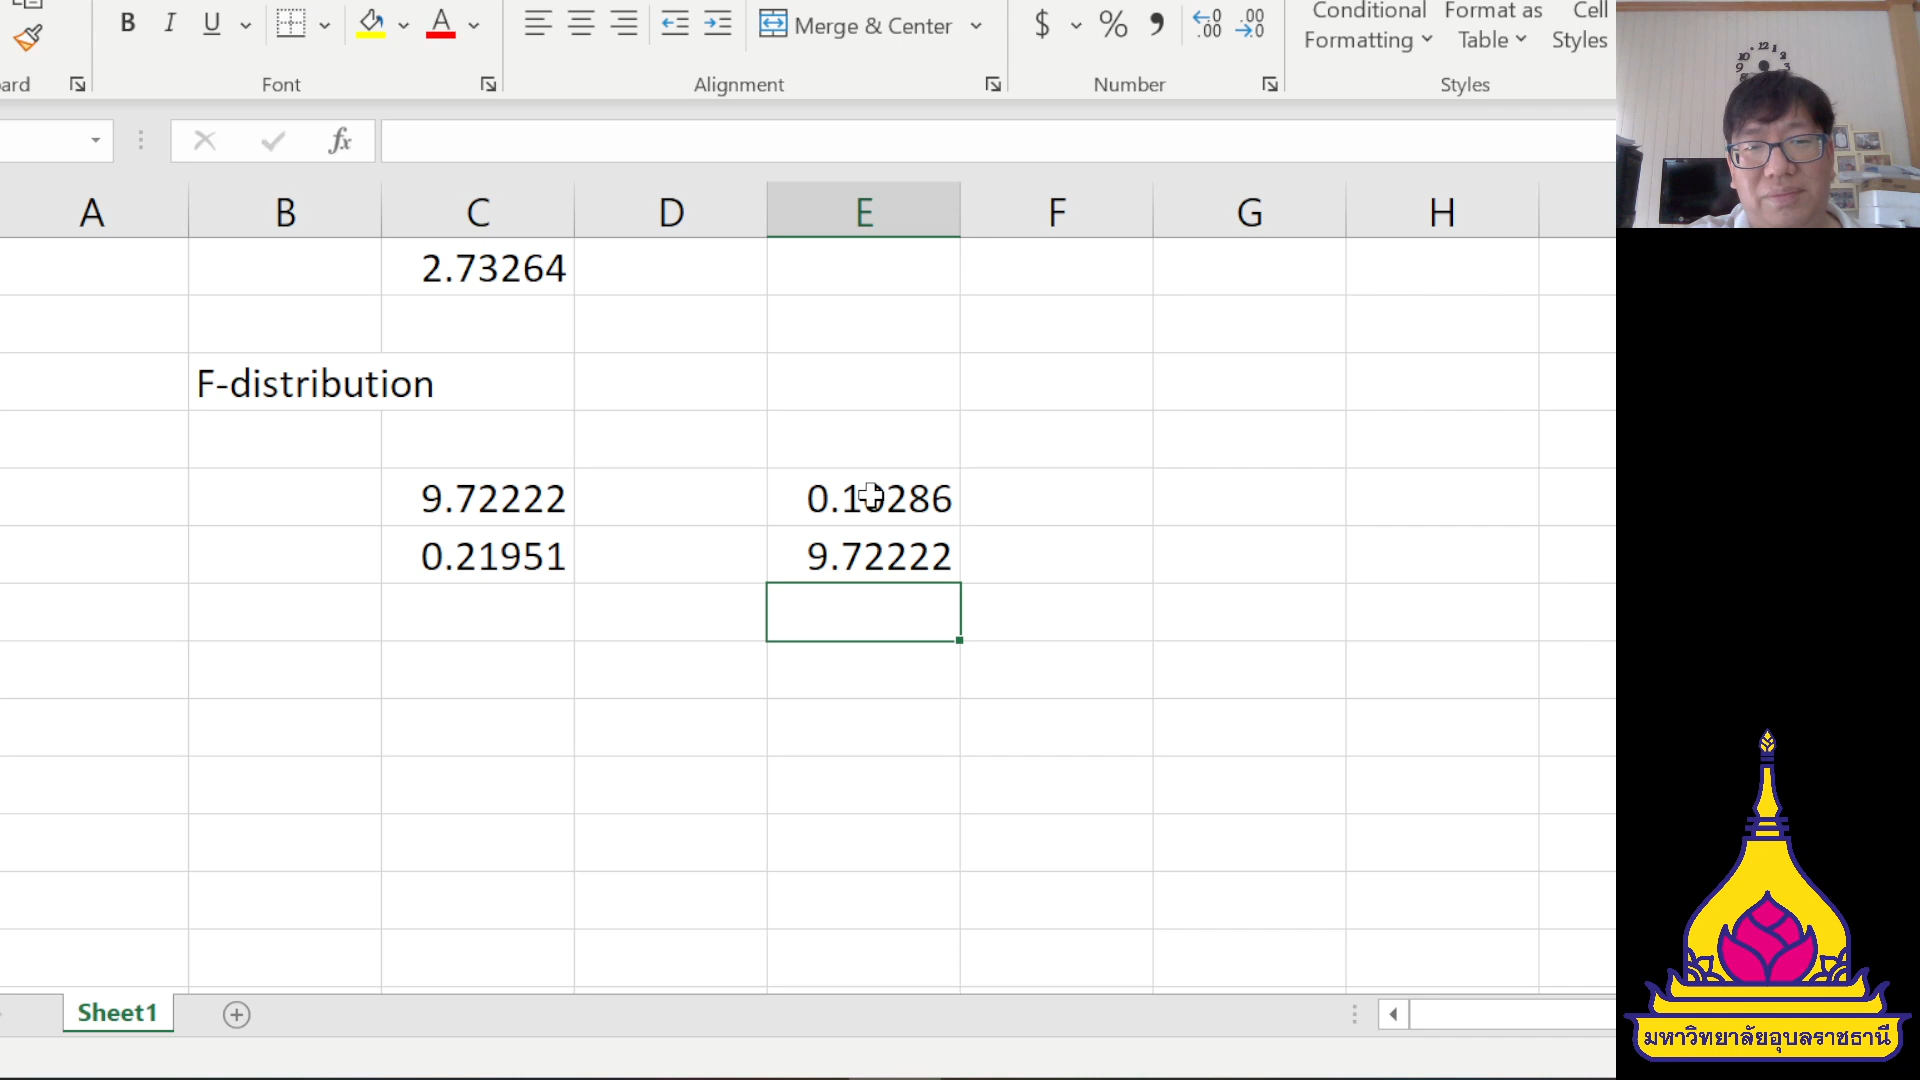 Conditional Format as Cell
B I U A Merge & Center $ % Formatting Table Styles
ard Font Alignment Number Styles
fx
A B C D E F G H
2.73264
F-distribution
9.72222
0.21951 9.72222
Sheet1
มหาวิทยาลัยอุบลราชธานี